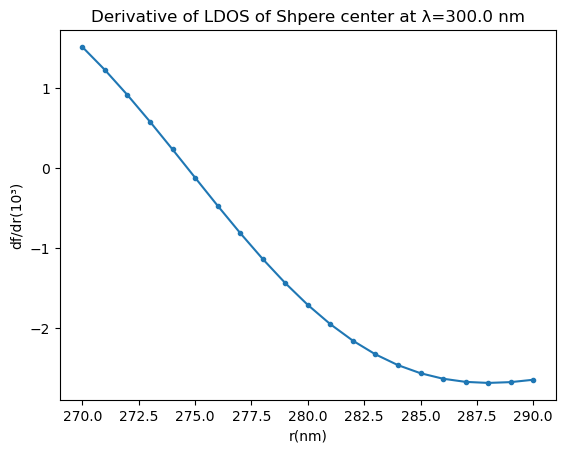 Derivative of LDOS of Shpere center at λ=300.0 nm
df/dr(10³)
1
0
−1
−2
270.0 272.5 275.0 277.5 280.0 282.5 285.0 287.5 290.0
r(nm)